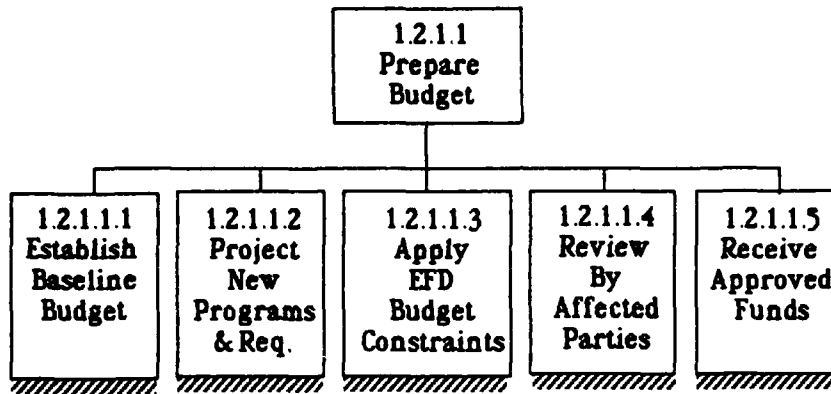 1.2.1.1
Prepare
Budget
1.2.1.1.1
Establish
Baseline
Budget
1.2.1.1.2
Project
New
Programs
& Req.
1.2.1.1.3
Apply
EFD
Budget
Constraints
1.2.1.1.4
Review
By
Affected
Parties
1.2.1.1.5
Receive
Approved
Funds